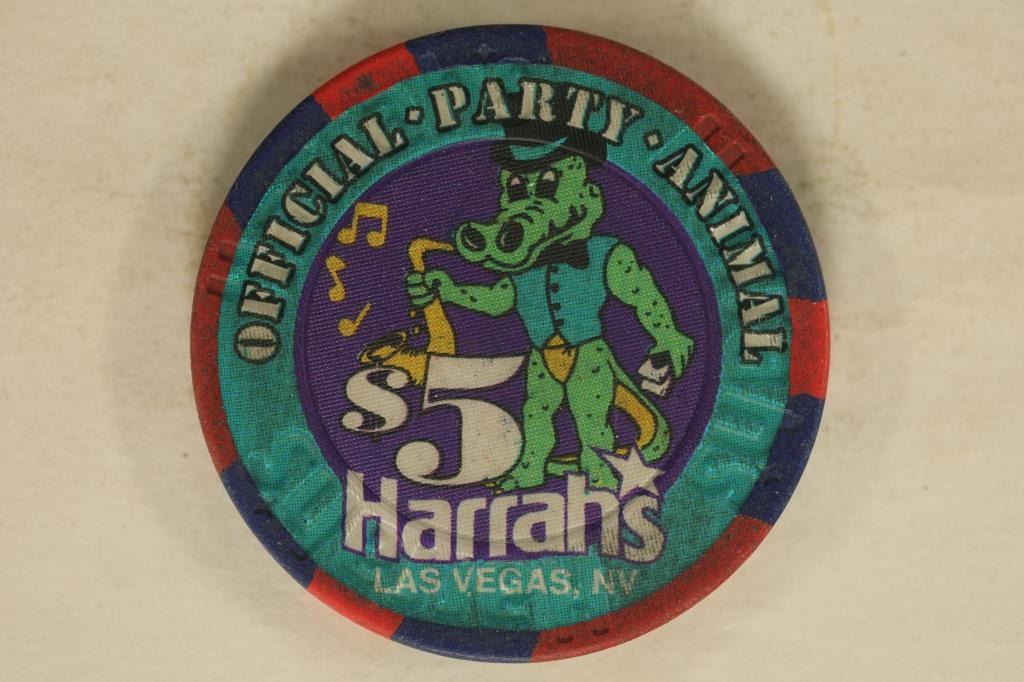 OFFICIAL · PARTY · ANIMAL
$5
Harrah's
LAS VEGAS, NV